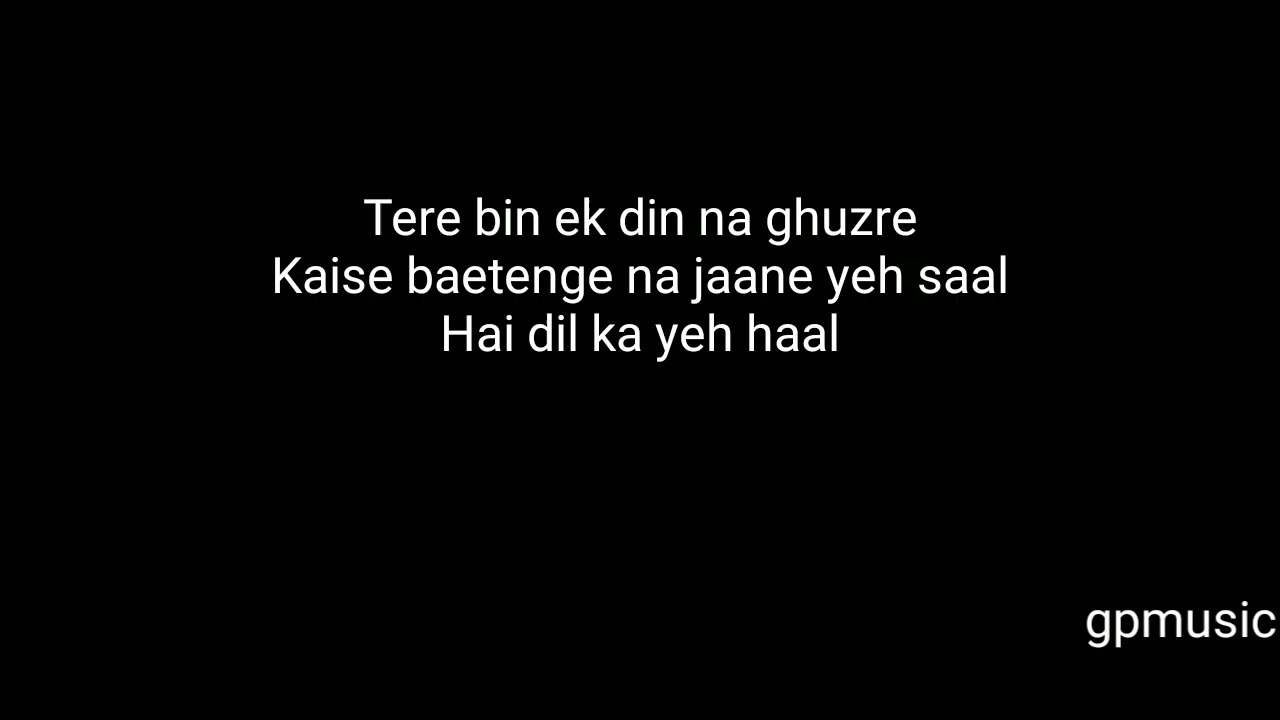 Tere bin ek din na ghuzre
Kaise baetenge na jaane yeh saal
Hai dil ka yeh haal
gpmusic